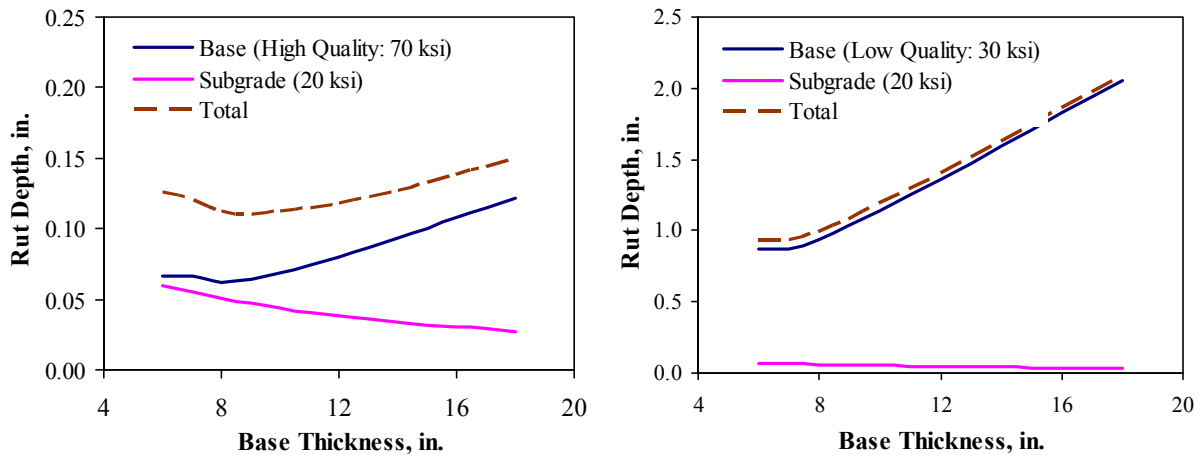 0.25
0.20
0.15
0.10
0.05
0.00
Rut Depth, in.
Base (High Quality: 70 ksi)
Subgrade (20 ksi)
Total
4
8
12
16
20
Base Thickness, in.
2.5
2.0
1.5
1.0
0.5
0.0
Rut Depth, in.
Base (Low Quality: 30 ksi)
Subgrade (20 ksi)
Total
4
8
12
16
20
Base Thickness, in.